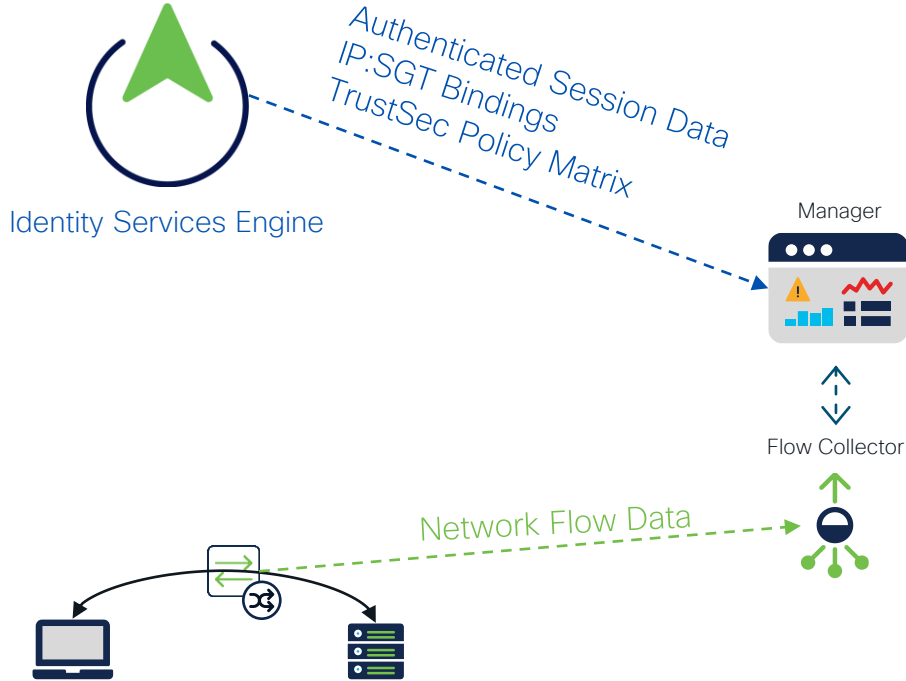 Authenticated Session Data
IP:SGT Bindings
TrustSec Policy Matrix
Identity Services Engine
Manager
Flow Collector
Network Flow Data